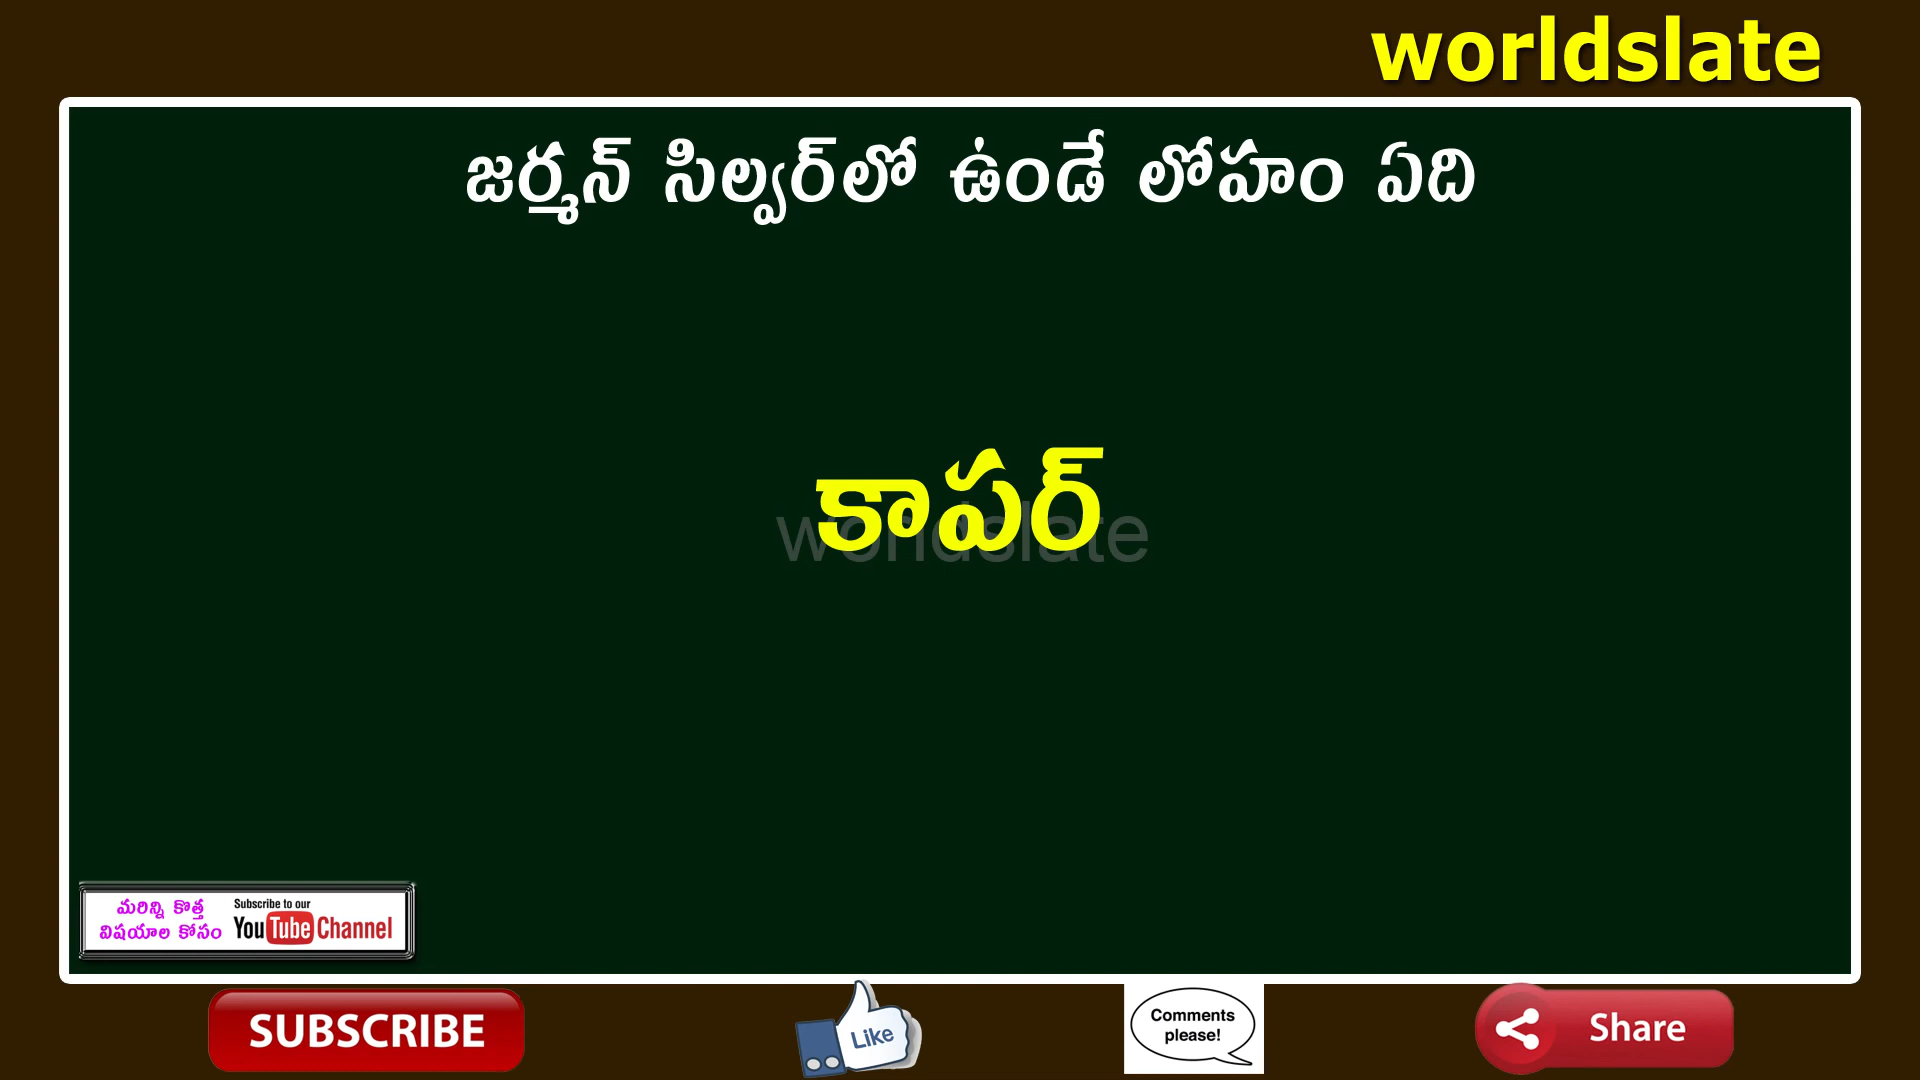 worldslate
జర్మన్ సిల్వర్‌లో ఉండే లోహం ఏది
కాపర్
worldslate
మరిన్ని కొత్త
విషయాల కోసం
Subscribe to our
YouTube Channel
SUBSCRIBE
Like
Comments
please!
Share